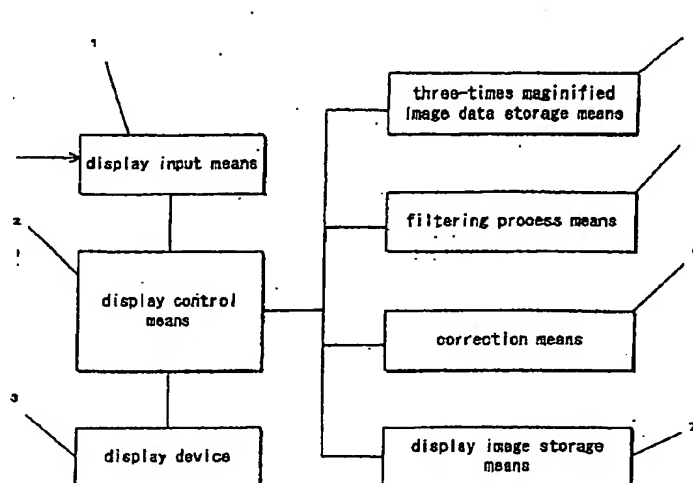 1
three-times maginified
image data storage means
display input means
filtering process means
2
display control
means
correction means
3
display device
7
display image storage
means